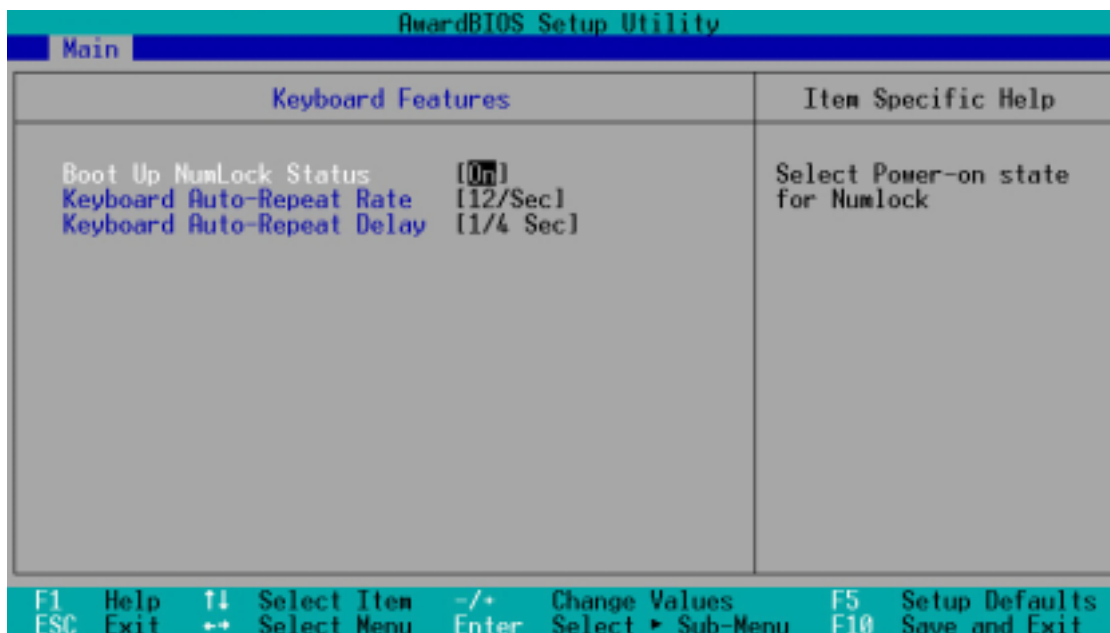 AwardBIOS Setup Utility
Main
Keyboard Features
Item Specific Help
Boot Up NumLock Status [On]
Keyboard Auto-Repeat Rate [12/Sec]
Keyboard Auto-Repeat Delay [1/4 Sec]
Select Power-on state
for Numlock
F1 Help ↑↓ Select Item -/+ Change Values F5 Setup Defaults
ESC Exit ←→ Select Menu Enter Select ► Sub-Menu F10 Save and Exit